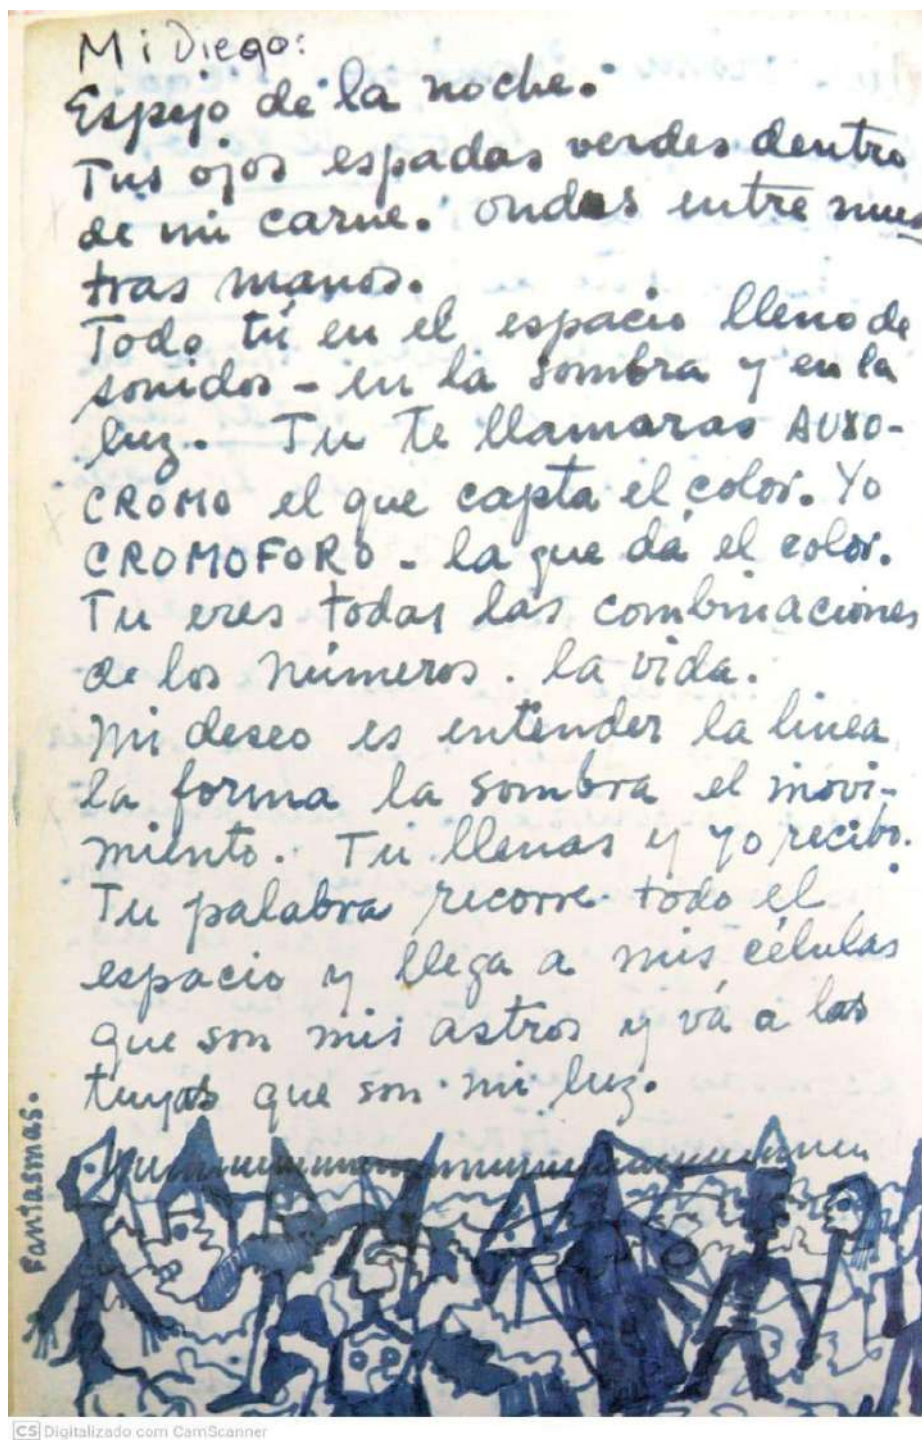 Mi Diego:
Espejo de la noche.
Tus ojos espadas verdes dentro
de mi carne. ondas entre nues
tras manos.
Todo tú en el espacio lleno de
sonidos - en la sombra y en la
luz. Tu te llamaras AUXO-
CROMO el que capta el color. Yo
CROMOFORO - la que dá el color.
Tu eres todas las combinaciones
de los números. la vida.
Mi deseo es entender la linea
la forma la sombra el movi-
miento. Tu llenas y yo recibo.
Tu palabra recorre todo el
espacio y llega a mis células
que son mis astros y vá a las
tuyas que son mi luz.
Fantasmas.
CS Digitalizado com CamScanner